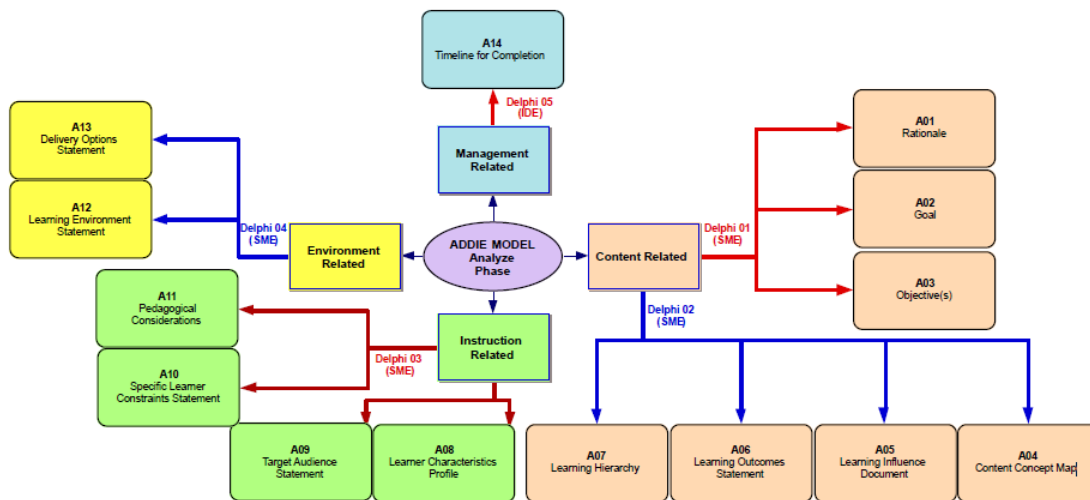 A14
Timeline for Completion
Delphi 05
(IDE)
Management
Related
A13
Delivery Options
Statement
A12
Learning Environment
Statement
Delphi 04
(SME)
Environment
Related
ADDIE MODEL
Analyze
Phase
Content Related
Delphi 01
(SME)
A01
Rationale
A02
Goal
A03
Objective(s)
A11
Pedagogical
Considerations
A10
Specific Learner
Constraints Statement
Delphi 03
(SME)
Instruction
Related
Delphi 02
(SME)
A09
Target Audience
Statement
A08
Learner Characteristics
Profile
A07
Learning Hierarchy
A06
Learning Outcomes
Statement
A05
Learning Influence
Document
A04
Content Concept Map